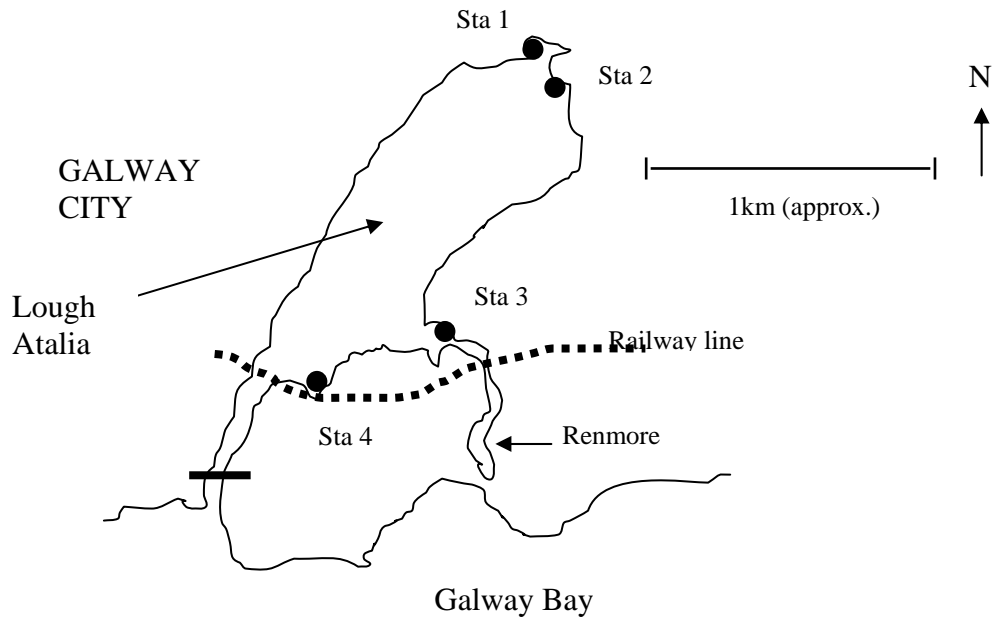 Sta 1
Sta 2
N
GALWAY
CITY
1km (approx.)
Lough
Atalia
Sta 3
Railway line
Sta 4
Renmore
Galway Bay